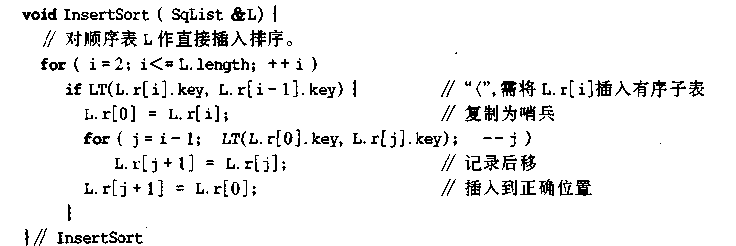 void InsertSort ( SqList &L) {
// 对顺序表 L 作直接插入排序。
for ( i=2; i<= L.length; ++i )
if LT(L.r[i].key, L.r[i-1].key) { // "<",需将 L.r[i]插入有序子表
L.r[0] = L.r[i]; // 复制为哨兵
for ( j=i-1; LT(L.r[0].key, L.r[j].key); --j )
L.r[j+1] = L.r[j]; // 记录后移
L.r[j+1] = L.r[0]; // 插入到正确位置
}
} // InsertSort